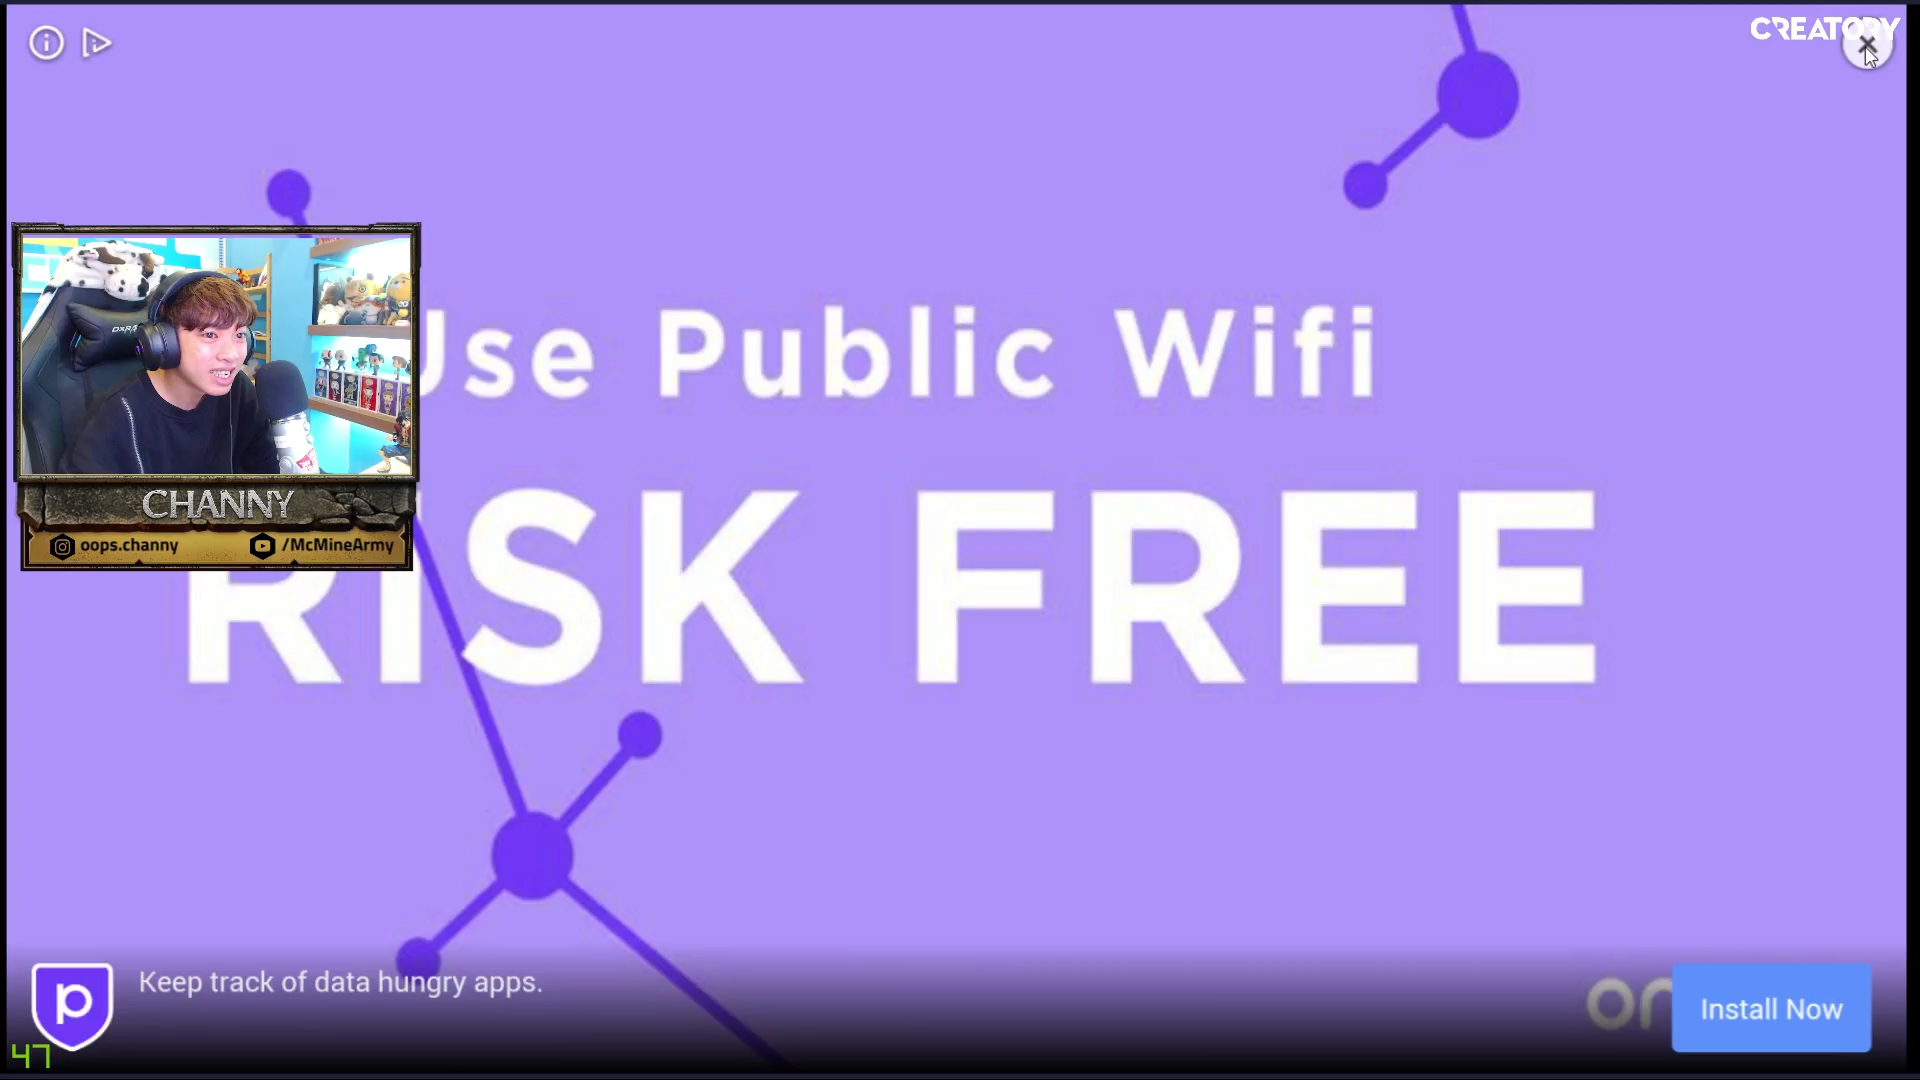 CREATORY
Use Public Wifi
RISK FREE
CHANNY
oops.channy
/McMineArmy
Keep track of data hungry apps.
Install Now
47